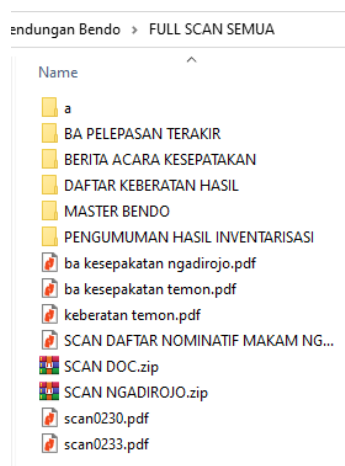 endungan Bendo > FULL SCAN SEMUA
Name
a
BA PELEPASAN TERAKIR
BERITA ACARA KESEPATAKAN
DAFTAR KEBERATAN HASIL
MASTER BENDO
PENGUMUMAN HASIL INVENTARISASI
ba kesepakatan ngadirojo.pdf
ba kesepakatan temon.pdf
keberatan temon.pdf
SCAN DAFTAR NOMINATIF MAKAM NG...
SCAN DOC.zip
SCAN NGADIROJO.zip
scan0230.pdf
scan0233.pdf